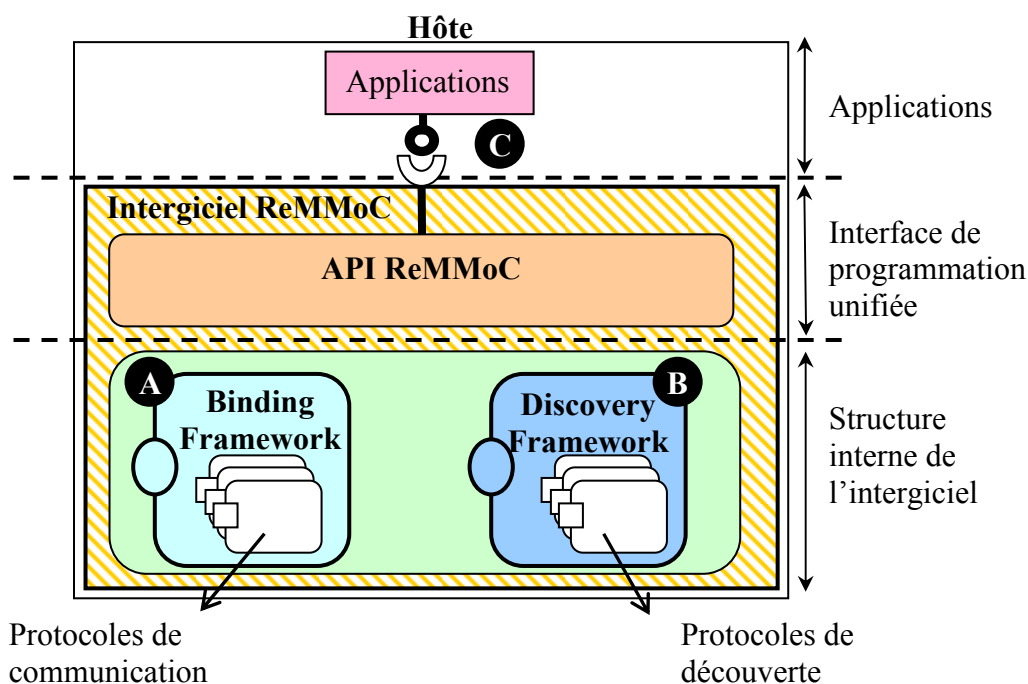 Hôte
Applications
C
Applications
Intergiciel ReMMoC
API ReMMoC
Interface de
programmation
unifiée
A
Binding
Framework
B
Discovery
Framework
Structure
interne de
l’intergiciel
Protocoles de
communication
Protocoles de
découverte